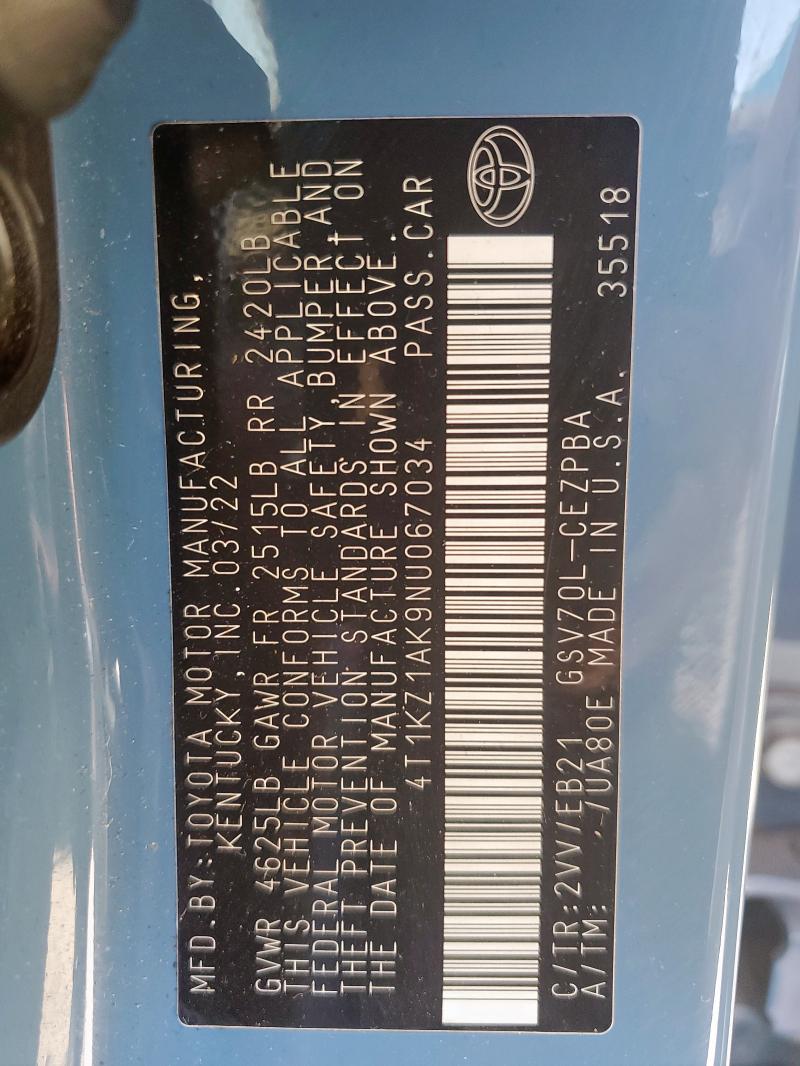 MFD.BY:TOYOTA MOTOR MANUFACTURING,
KENTUCKY,INC.03/22
GVWR 4625LB GAWR FR 2515LB RR 2420LB
THIS VEHICLE CONFORMS TO ALL APPLICABLE
FEDERAL MOTOR VEHICLE SAFETY,BUMPER,AND
THEFT PREVENTION STANDARDS IN EFFECT ON
THE DATE OF MANUFACTURE SHOWN ABOVE.
4T1KZ1AK9NU067034 PASS.CAR
C/TR:2VV/EB21 GSV70L-CEZPBA
A/TM: -,-/UA80E MADE IN U.S.A. 35518